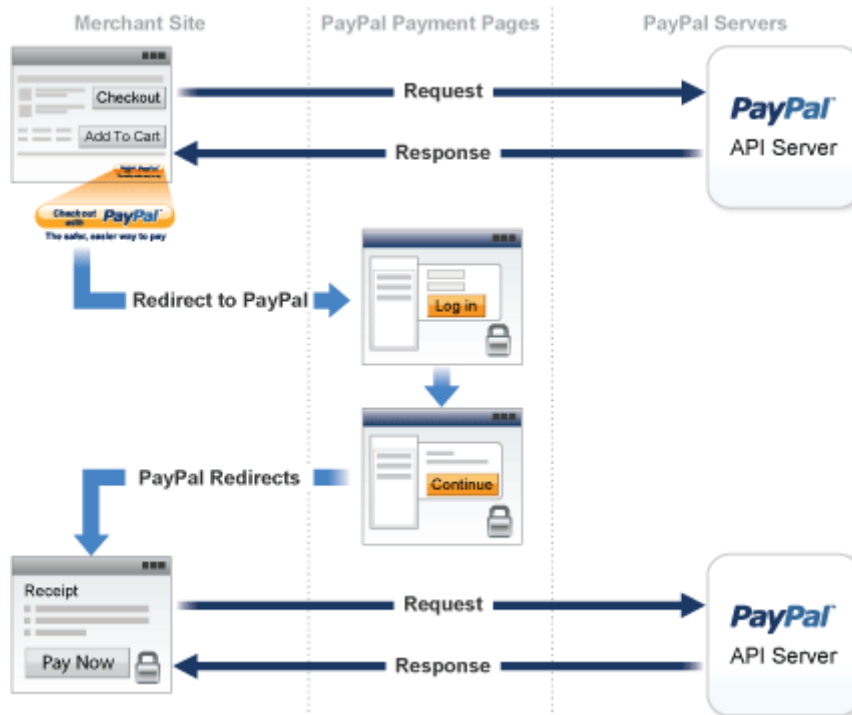 Merchant Site
PayPal Payment Pages
PayPal Servers
Checkout
Add To Cart
Request
Response
PayPal
API Server
Checkout with PayPal
The safer, easier way to pay
Redirect to PayPal
Log in
Continue
PayPal Redirects
Receipt
Pay Now
Request
Response
PayPal
API Server